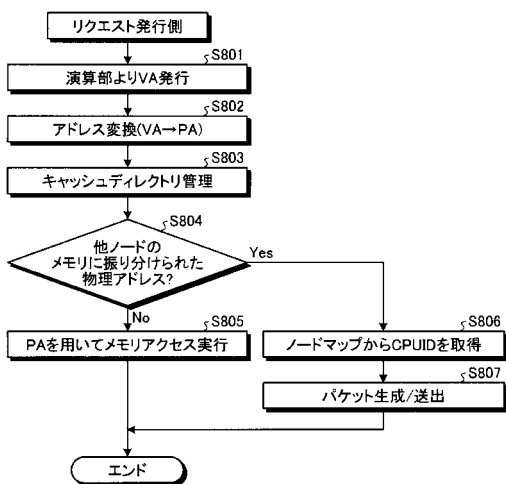 リクエスト発行側
S801
演算部よりVA発行
S802
アドレス変換(VA→PA)
S803
キャッシュディレクトリ管理
S804
他ノードの
メモリに振り分けられた
物理アドレス?
Yes
No
S805
PAを用いてメモリアクセス実行
S806
ノードマップからCPUIDを取得
S807
パケット生成/送出
エンド